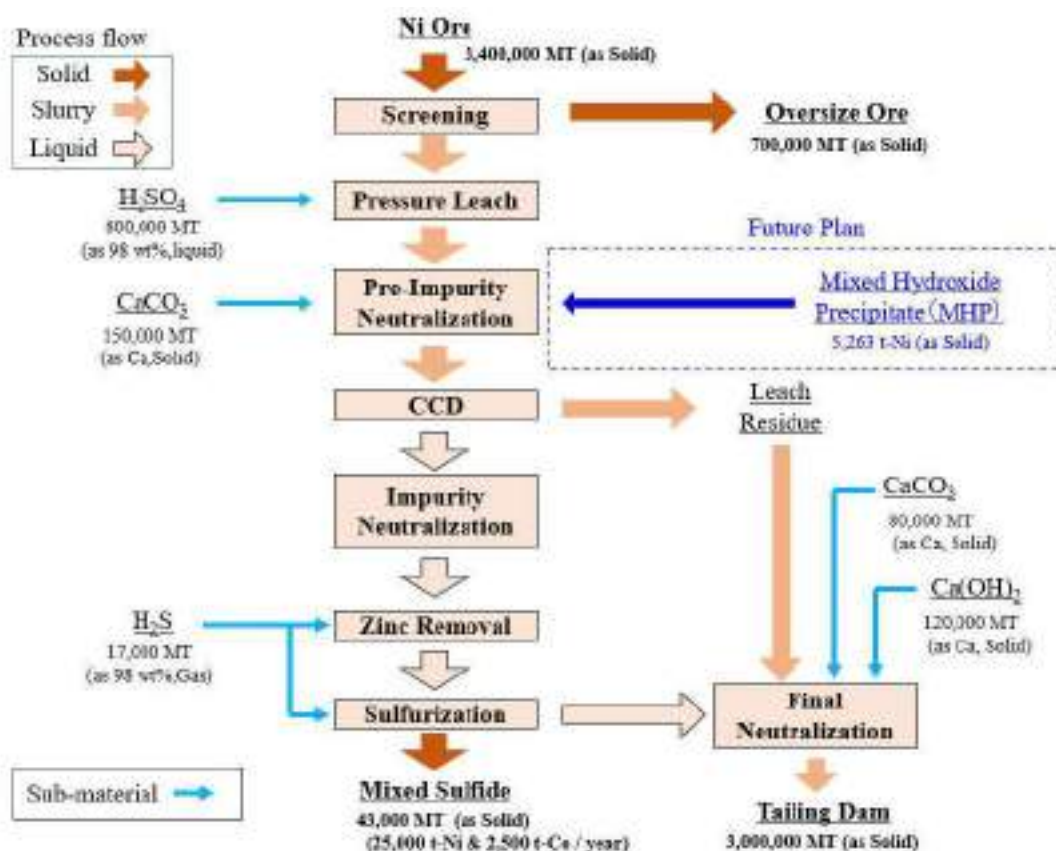 Ni Ore
3,400,000 MT (as Solid)
Process flow
Solid
Slurry
Liquid
Screening
Oversize Ore
700,000 MT (as Solid)
H2SO4
800,000 MT
(as 98 wt%,liquid)
Pressure Leach
Future Plan
CaCO3
150,000 MT
(as Ca,Solid)
Pre-Impurity
Neutralization
Mixed Hydroxide
Precipitate(MHP)
5,263 t-Ni (as Solid)
CCD
Leach
Residue
Impurity
Neutralization
CaCO3
80,000 MT
(as Ca, Solid)
Ca(OH)2
120,000 MT
(as Ca, Solid)
H2S
17,000 MT
(as 98 wt%,Gas)
Zinc Removal
Sulfurization
Final
Neutralization
Sub-material
Mixed Sulfide
43,000 MT (as Solid)
(25,000 t-Ni & 2,500 t-Co / year)
Tailing Dam
3,000,000 MT (as Solid)